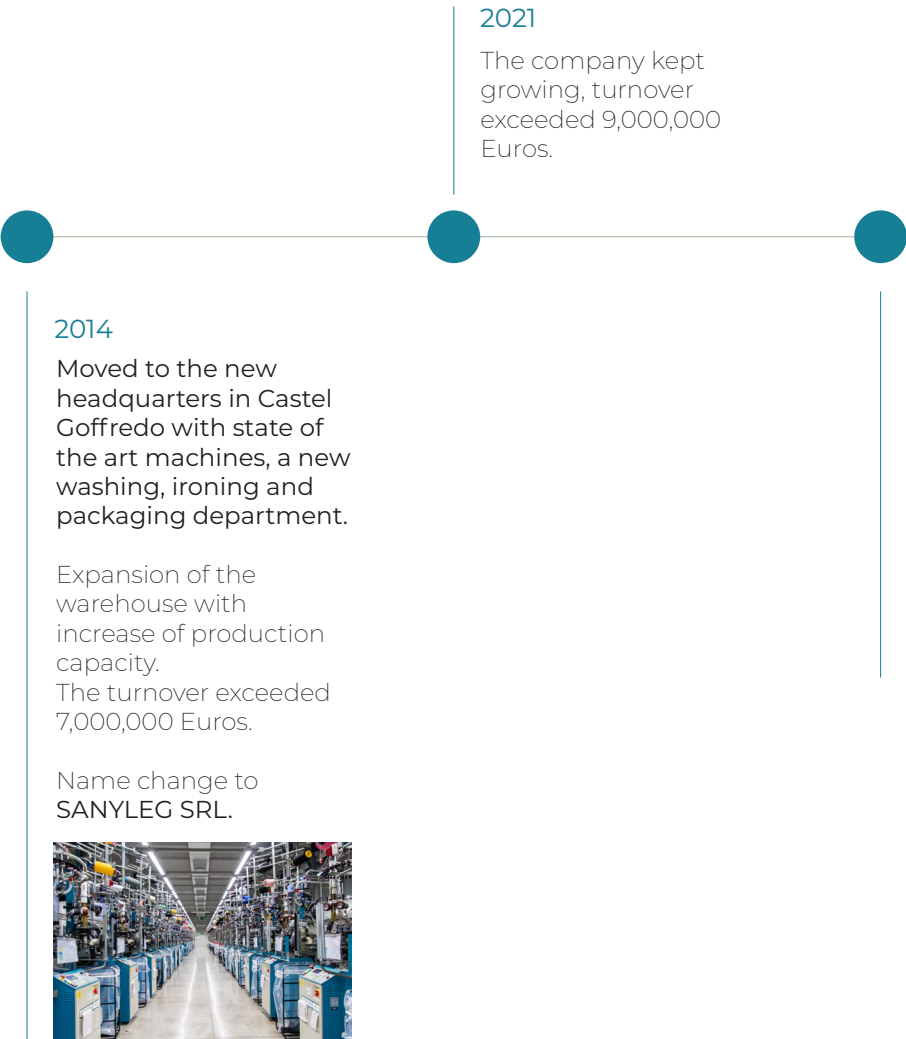 2021
The company kept
growing, turnover
exceeded 9,000,000
Euros.
2014
Moved to the new
headquarters in Castel
Goffredo with state of
the art machines, a new
washing, ironing and
packaging department.
Expansion of the
warehouse with
increase of production
capacity.
The turnover exceeded
7,000,000 Euros.
Name change to
SANYLEG SRL.